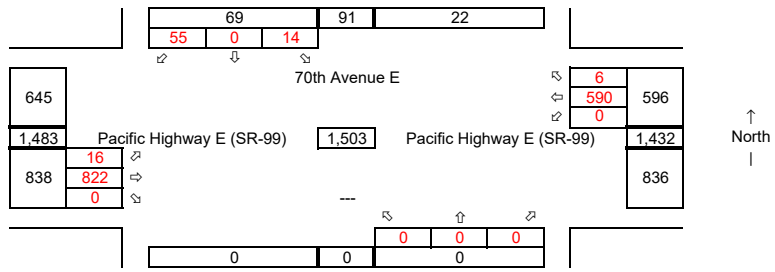 69 91 22
55 0 14
⬃ ⇩ ⬂
70th Avenue E
⬁ 6
645 ⇦ 590 596
⬃ 0 ↑
1,483 Pacific Highway E (SR-99) 1,503 Pacific Highway E (SR-99) 1,432 North
16 ⬀ |
838 822 ⇨ 836
0 ⬂ ---
⬁ ⇧ ⬀
0 0 0
0 0 0